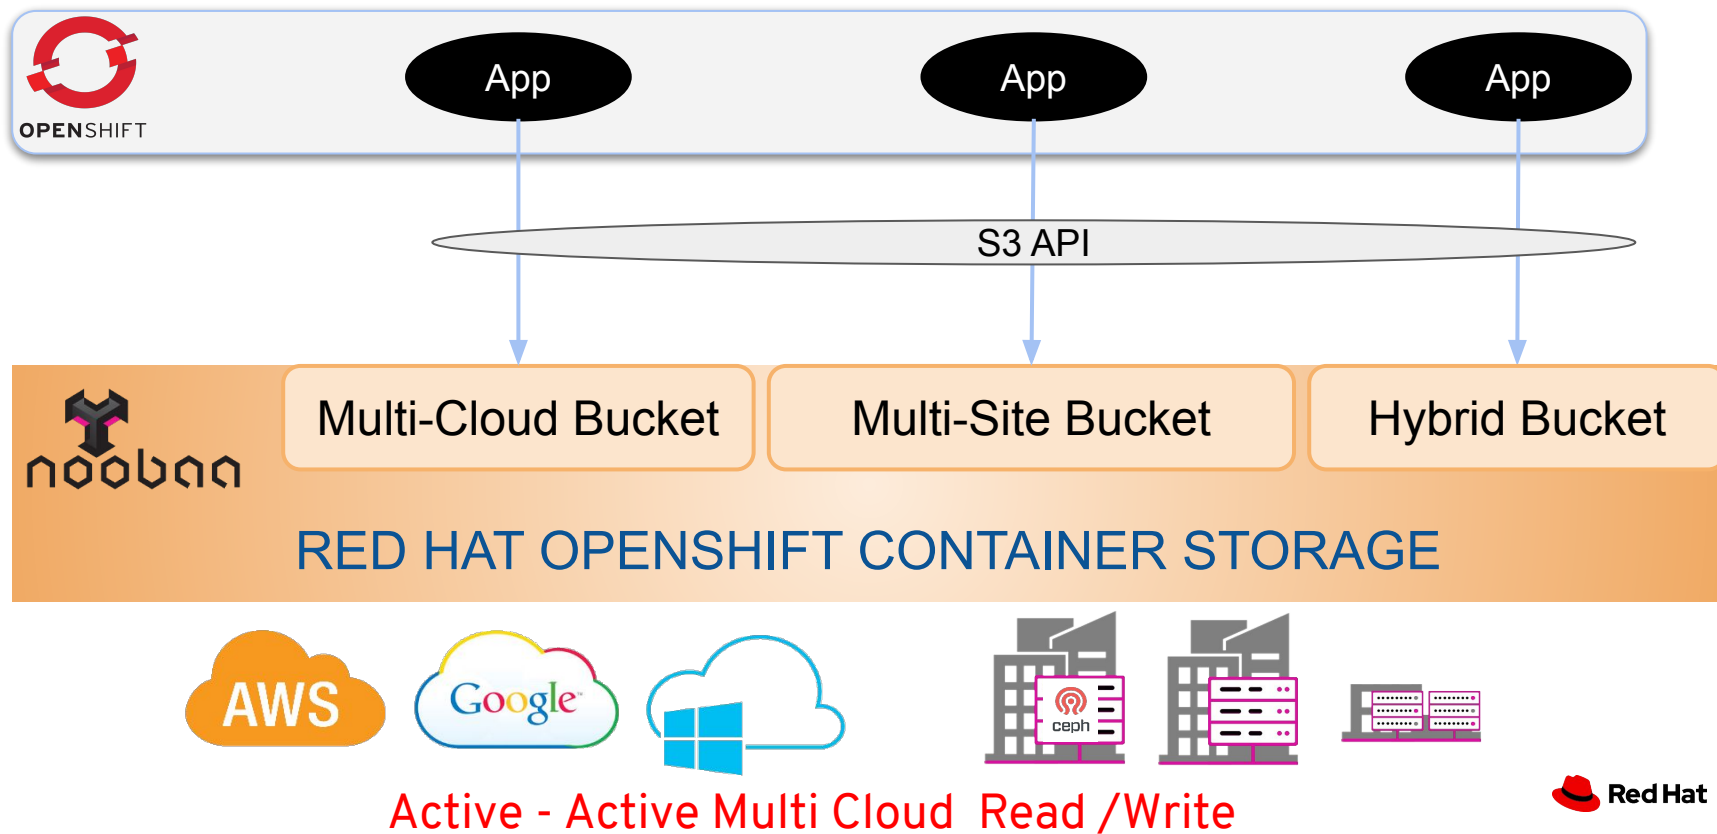 App
App
App
OPENSHIFT
S3 API
Multi-Cloud Bucket
Multi-Site Bucket
Hybrid Bucket
noobaa
RED HAT OPENSHIFT CONTAINER STORAGE
AWS
Google
ceph
Active - Active Multi Cloud Read /Write
Red Hat